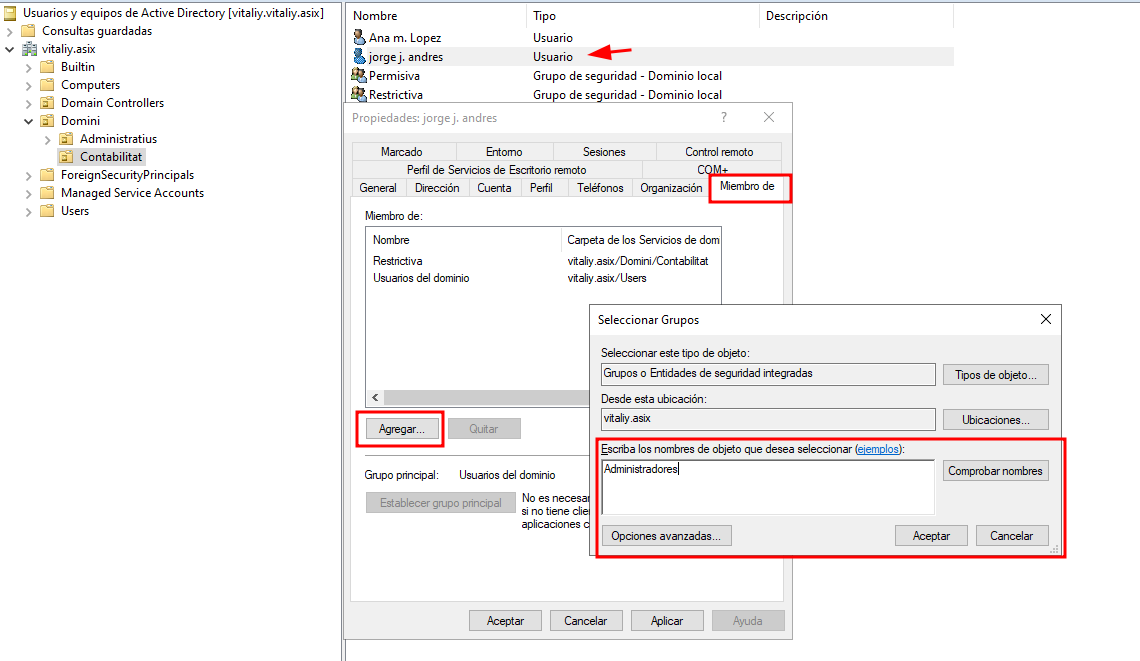 Usuarios y equipos de Active Directory [vitaliy.vitaliy.asix]
Consultas guardadas
vitaliy.asix
Builtin
Computers
Domain Controllers
Domini
Administratius
Contabilitat
ForeignSecurityPrincipals
Managed Service Accounts
Users
Nombre Tipo Descripción
Ana m. Lopez Usuario
jorge j. andres Usuario
Permisiva Grupo de seguridad - Dominio local
Restrictiva Grupo de seguridad - Dominio local
Propiedades: jorge j. andres ?
Marcado Entorno Sesiones Control remoto
Perfil de Servicios de Escritorio remoto COM+
General Dirección Cuenta Perfil Teléfonos Organización Miembro de
Miembro de:
Nombre Carpeta de los Servicios de dom
Restrictiva vitaliy.asix/Domini/Contabilitat
Usuarios del dominio vitaliy.asix/Users
Agregar... Quitar
Grupo principal: Usuarios del dominio
Establecer grupo principal
No es necesar
si no tiene clie
aplicaciones c
Aceptar Cancelar Aplicar Ayuda
Seleccionar Grupos
Seleccionar este tipo de objeto:
Grupos o Entidades de seguridad integradas Tipos de objeto...
Desde esta ubicación:
vitaliy.asix Ubicaciones...
Escriba los nombres de objeto que desea seleccionar (ejemplos):
Administradores Comprobar nombres
Opciones avanzadas... Aceptar Cancelar